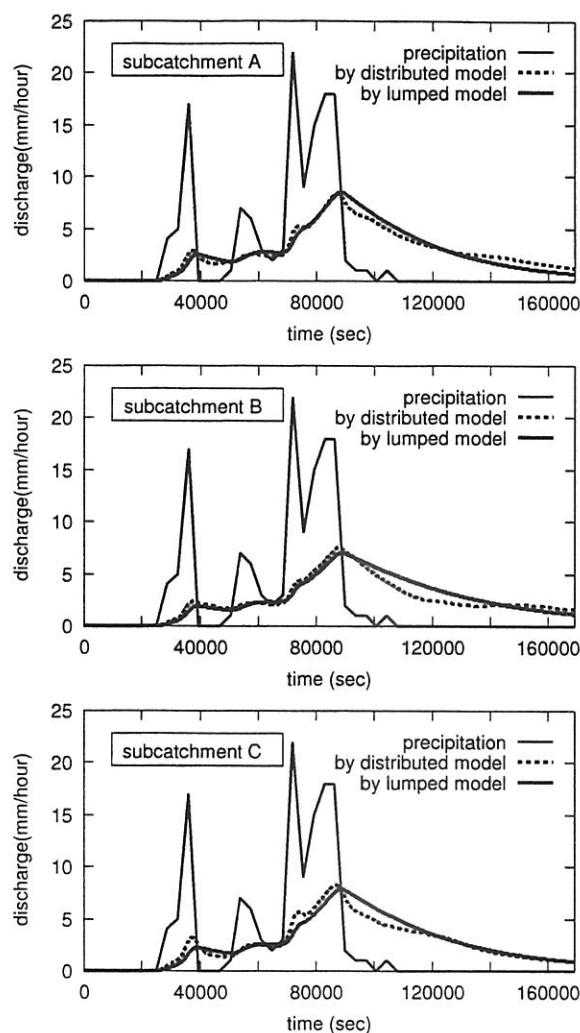 25
20
15
10
5
0
discharge(mm/hour)
subcatchment A
precipitation
by distributed model
by lumped model
0 40000 80000 120000 160000
time (sec)
25
20
15
10
5
0
discharge(mm/hour)
subcatchment B
precipitation
by distributed model
by lumped model
0 40000 80000 120000 160000
time (sec)
25
20
15
10
5
0
discharge(mm/hour)
subcatchment C
precipitation
by distributed model
by lumped model
0 40000 80000 120000 160000
time (sec)